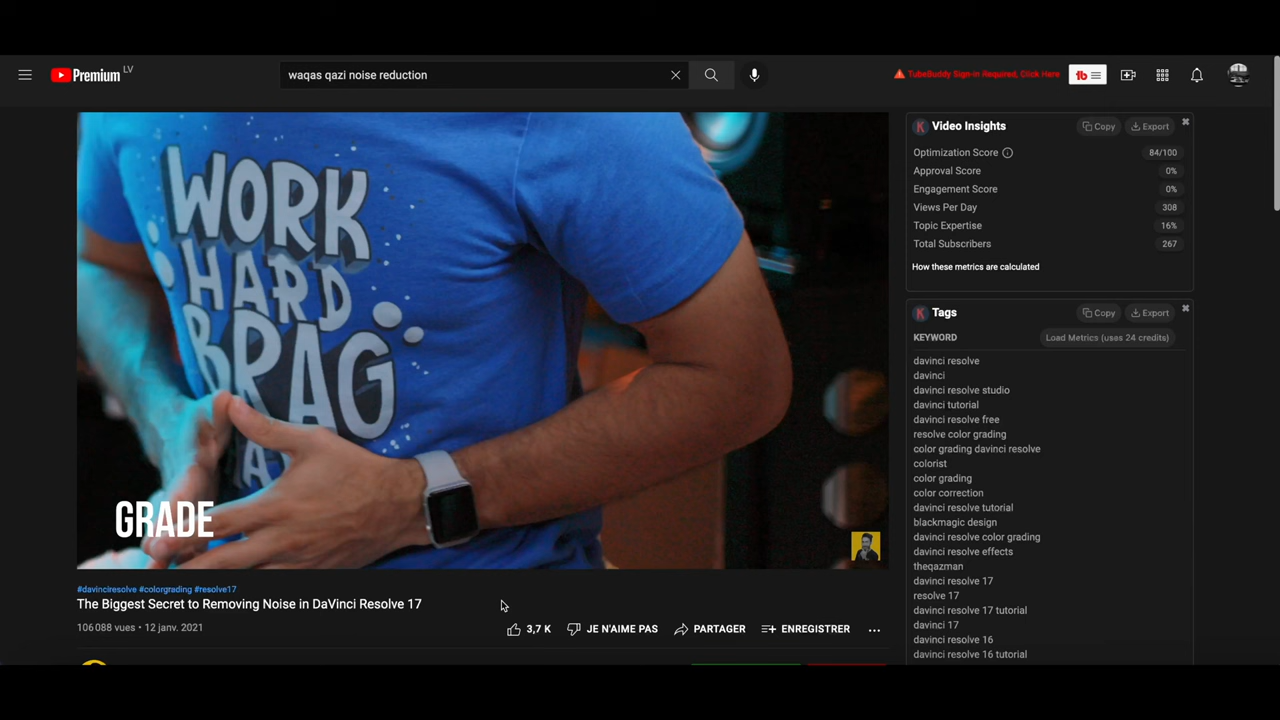 Premium LV
waqas qazi noise reduction
TubeBuddy Sign-in Required, Click Here
tb
WORK
HARD
BRAG
GRADE
#davinciresolve #colorgrading #resolve17
The Biggest Secret to Removing Noise in DaVinci Resolve 17
106 088 vues • 12 janv. 2021
3,7 K
JE N'AIME PAS
PARTAGER
ENREGISTRER
Video Insights
Copy
Export
Optimization Score 84/100
Approval Score 0%
Engagement Score 0%
Views Per Day 308
Topic Expertise 16%
Total Subscribers 267
How these metrics are calculated
Tags
Copy
Export
KEYWORD
Load Metrics (uses 24 credits)
davinci resolve
davinci
davinci resolve studio
davinci tutorial
davinci resolve free
resolve color grading
color grading davinci resolve
colorist
color grading
color correction
davinci resolve tutorial
blackmagic design
davinci resolve color grading
davinci resolve effects
theqazman
davinci resolve 17
resolve 17
davinci resolve 17 tutorial
davinci 17
davinci resolve 16
davinci resolve 16 tutorial